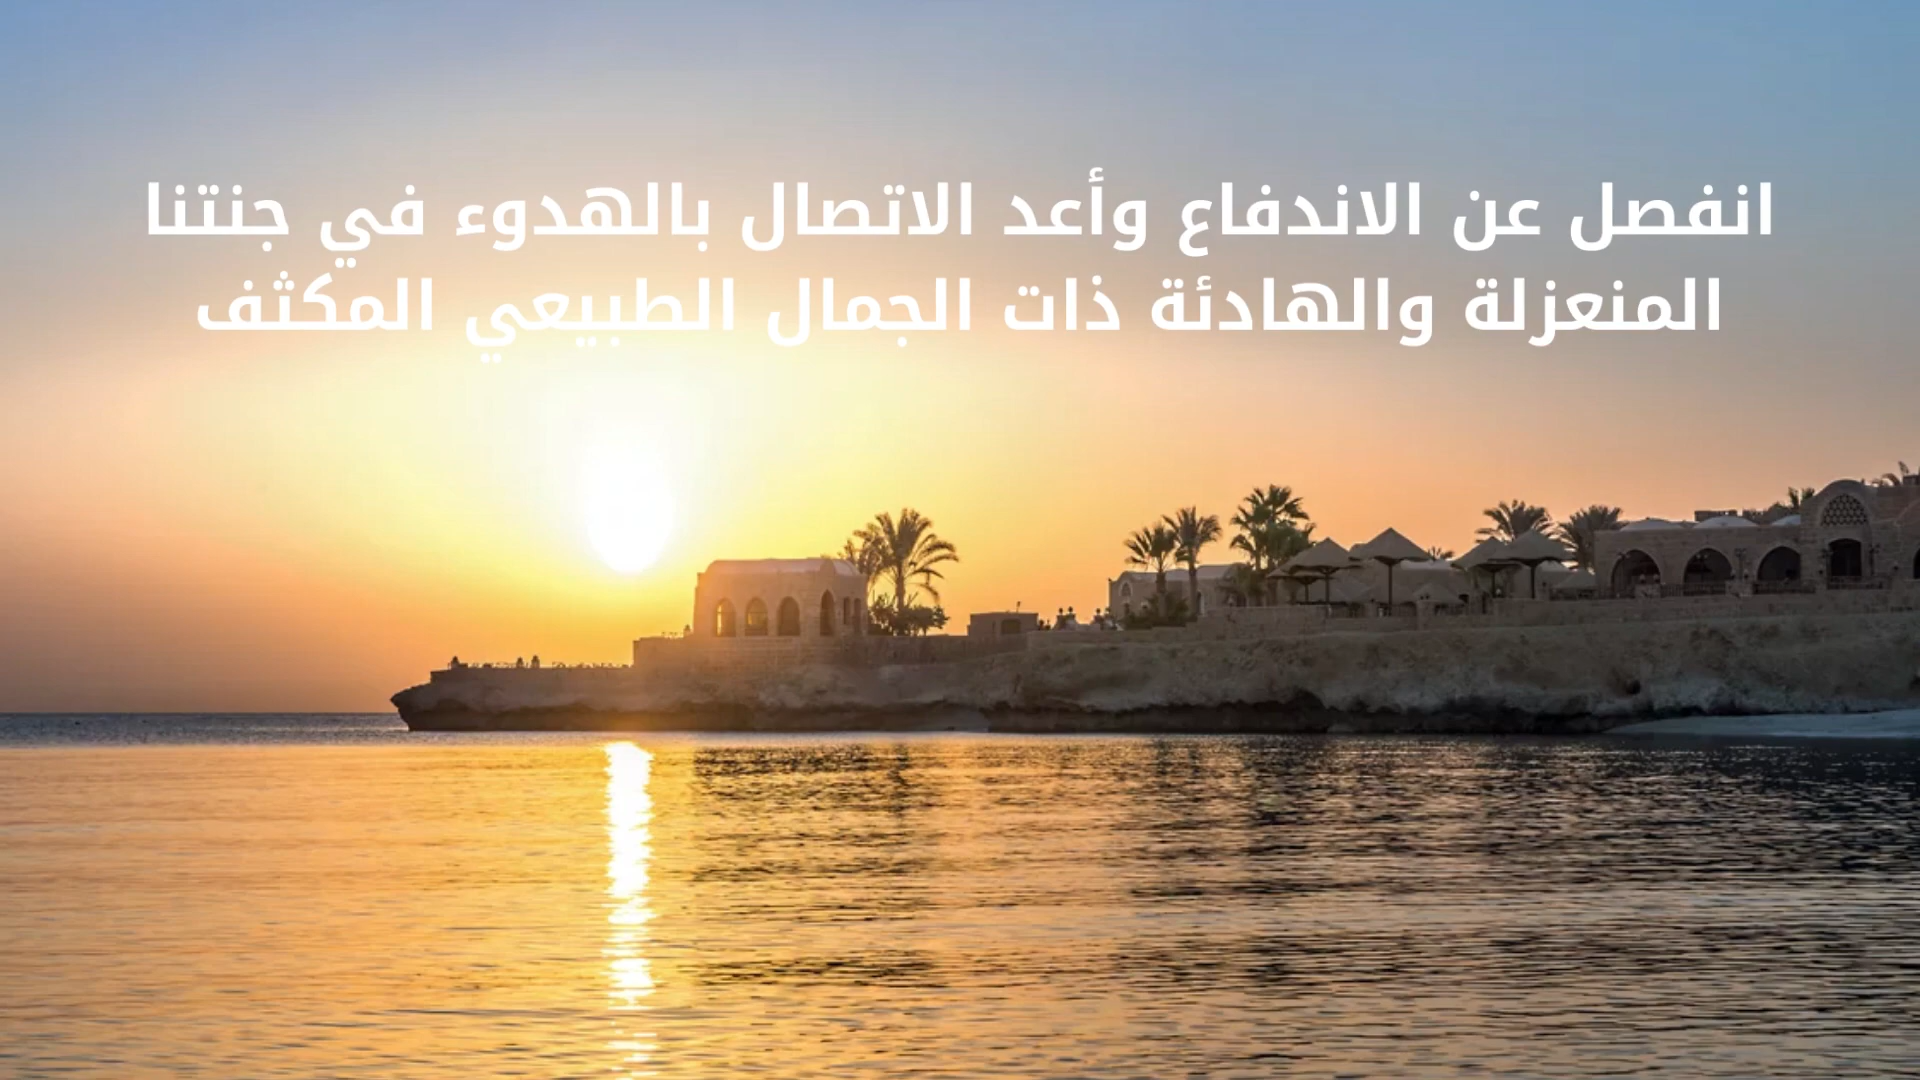 انفصل عن الاندفاع وأعد الاتصال بالهدوء في جنتنا
المنعزلة والهادئة ذات الجمال الطبيعي المكثف